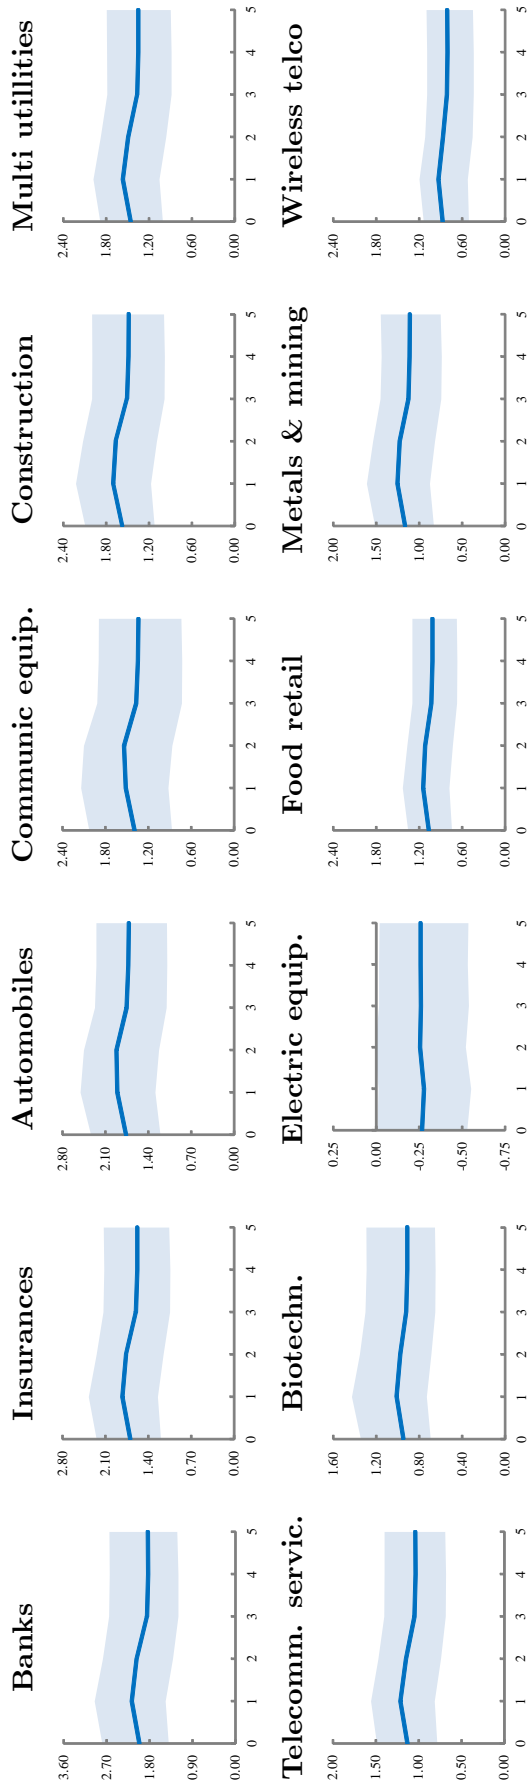 Banks
3.60
2.70
1.80
0.90
0.00
0 1 2 3 4 5
Insurances
2.80
2.10
1.40
0.70
0.00
0 1 2 3 4 5
Automobiles
2.80
2.10
1.40
0.70
0.00
0 1 2 3 4 5
Communic equip.
2.40
1.80
1.20
0.60
0.00
0 1 2 3 4 5
Construction
2.40
1.80
1.20
0.60
0.00
0 1 2 3 4 5
Multi utillities
2.40
1.80
1.20
0.60
0.00
0 1 2 3 4 5
Telecomm. servic.
2.00
1.50
1.00
0.50
0.00
0 1 2 3 4 5
Biotechn.
1.60
1.20
0.80
0.40
0.00
0 1 2 3 4 5
Electric equip.
0.25
0.00
-0.25
-0.50
-0.75
0 1 2 3 4 5
Food retail
2.40
1.80
1.20
0.60
0.00
0 1 2 3 4 5
Metals & mining
2.00
1.50
1.00
0.50
0.00
0 1 2 3 4 5
Wireless telco
2.40
1.80
1.20
0.60
0.00
0 1 2 3 4 5